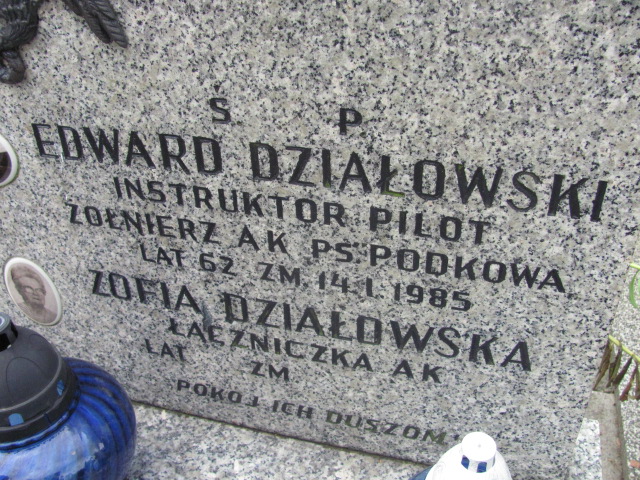 Ś P
EDWARD DZIAŁOWSKI
INSTRUKTOR PILOT
ŻOŁNIERZ AK PS"PODKOWA
LAT 62 ZM. 14.I.1985
ZOFIA DZIAŁOWSKA
ŁĄCZNICZKA AK
LAT ZM
POKÓJ ICH DUSZOM